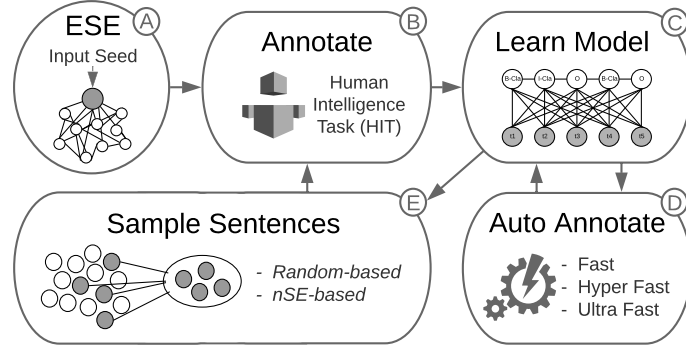 ESE
A
Input Seed
Annotate
B
Human
Intelligence
Task (HIT)
Learn Model
C
B-Cla I-Cla O B-Cla O
t1 t2 t3 t4 t5
Sample Sentences
E
- Random-based
- nSE-based
Auto Annotate
D
- Fast
- Hyper Fast
- Ultra Fast